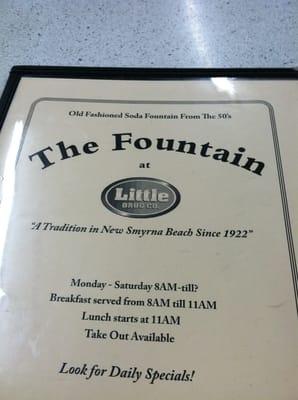 Old Fashioned Soda Fountain From The 50's
The Fountain
at
Little
DRUG CO.
"A Tradition in New Smyrna Beach Since 1922"
Monday - Saturday 8AM-till?
Breakfast served from 8AM till 11AM
Lunch starts at 11AM
Take Out Available
Look for Daily Specials!